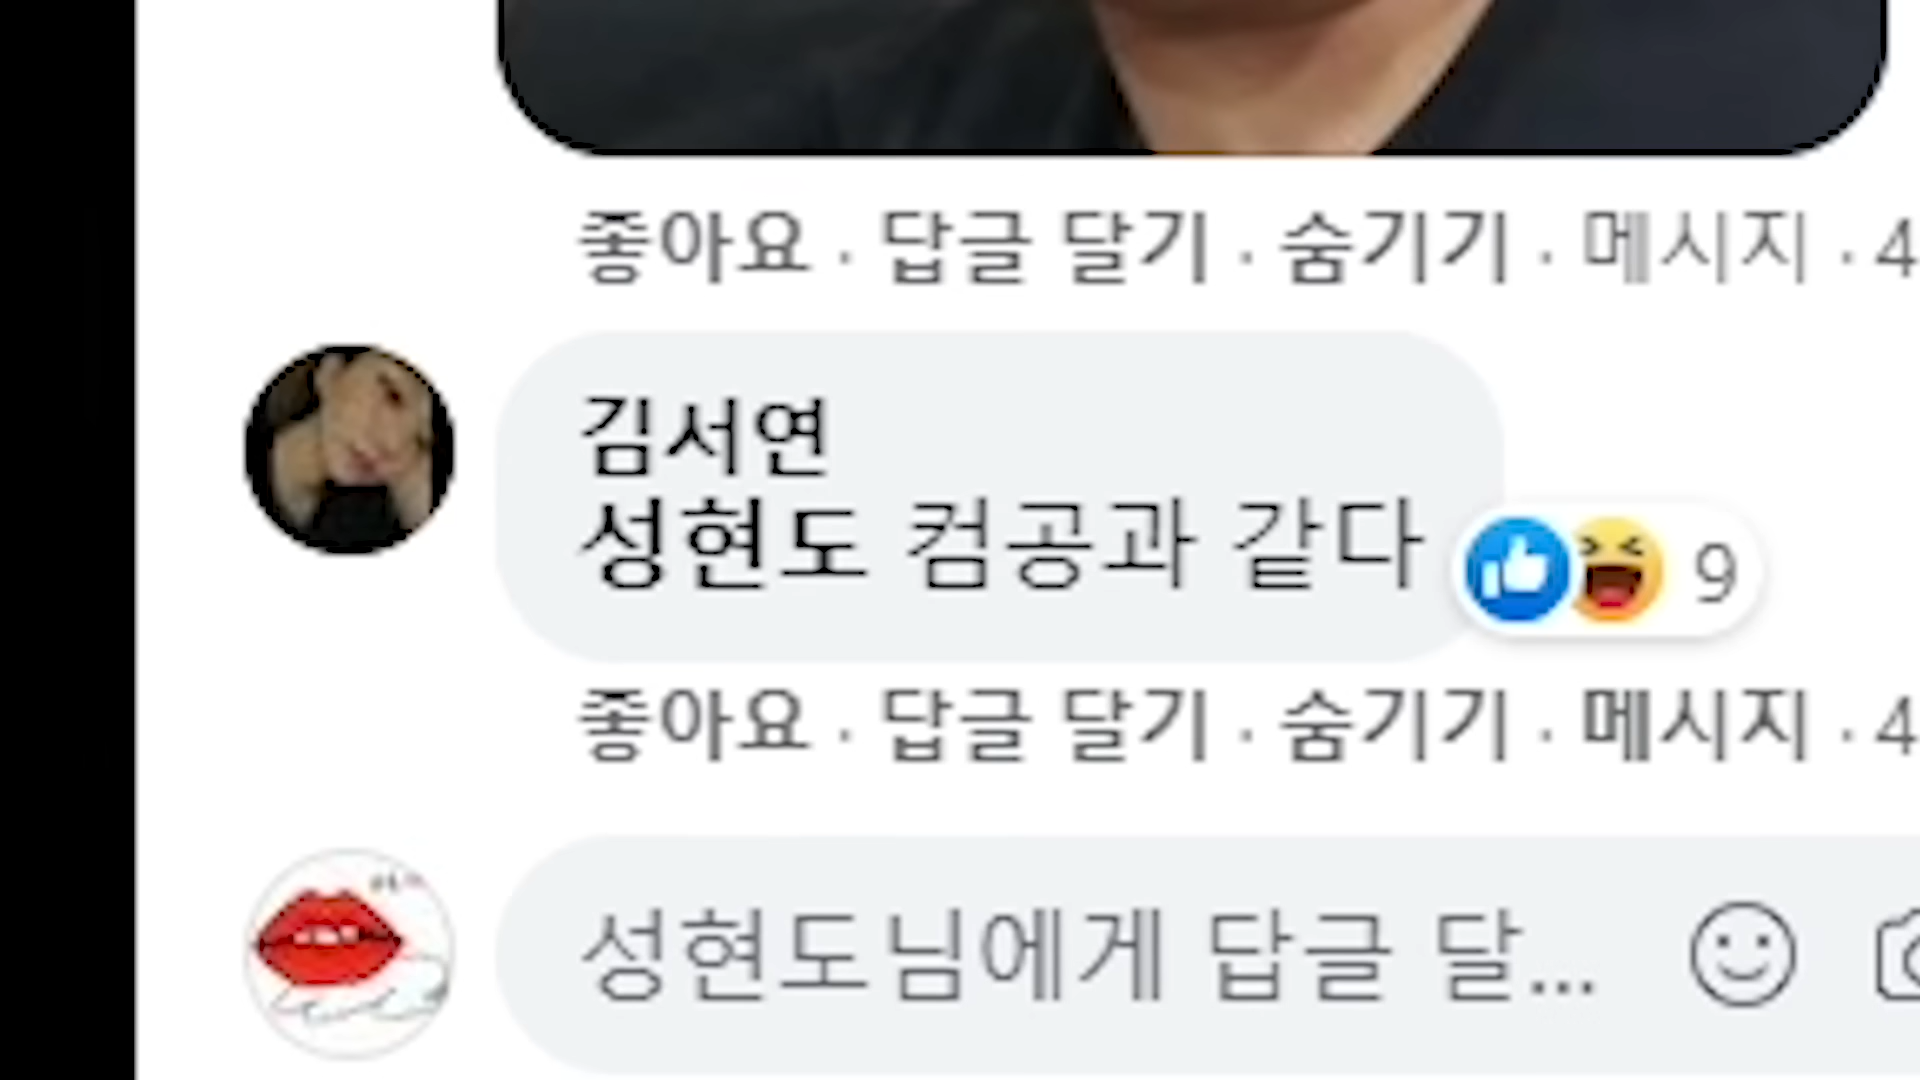 좋아요 · 답글 달기 · 숨기기 · 메시지 · 4
김서연
성현도 컴공과 같다
9
좋아요 · 답글 달기 · 숨기기 · 메시지 · 4
성현도님에게 답글 달...